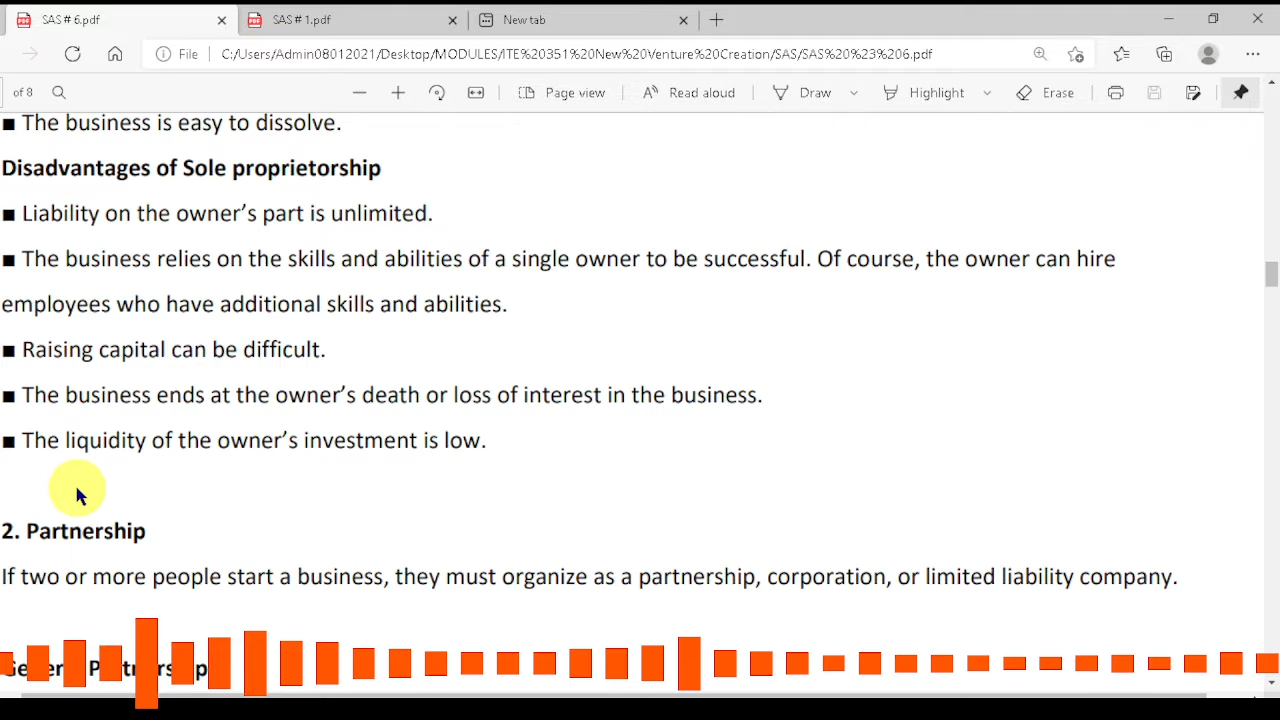 SAS # 6.pdf
SAS # 1.pdf
New tab
File
C:/Users/Admin08012021/Desktop/MODULES/ITE%20351%20New%20Venture%20Creation/SAS/SAS%20%23%206.pdf
of 8
Page view
Read aloud
Draw
Highlight
Erase
■ The business is easy to dissolve.
Disadvantages of Sole proprietorship
■ Liability on the owner’s part is unlimited.
■ The business relies on the skills and abilities of a single owner to be successful. Of course, the owner can hire
employees who have additional skills and abilities.
■ Raising capital can be difficult.
■ The business ends at the owner’s death or loss of interest in the business.
■ The liquidity of the owner’s investment is low.
2. Partnership
If two or more people start a business, they must organize as a partnership, corporation, or limited liability company.
General Partnership